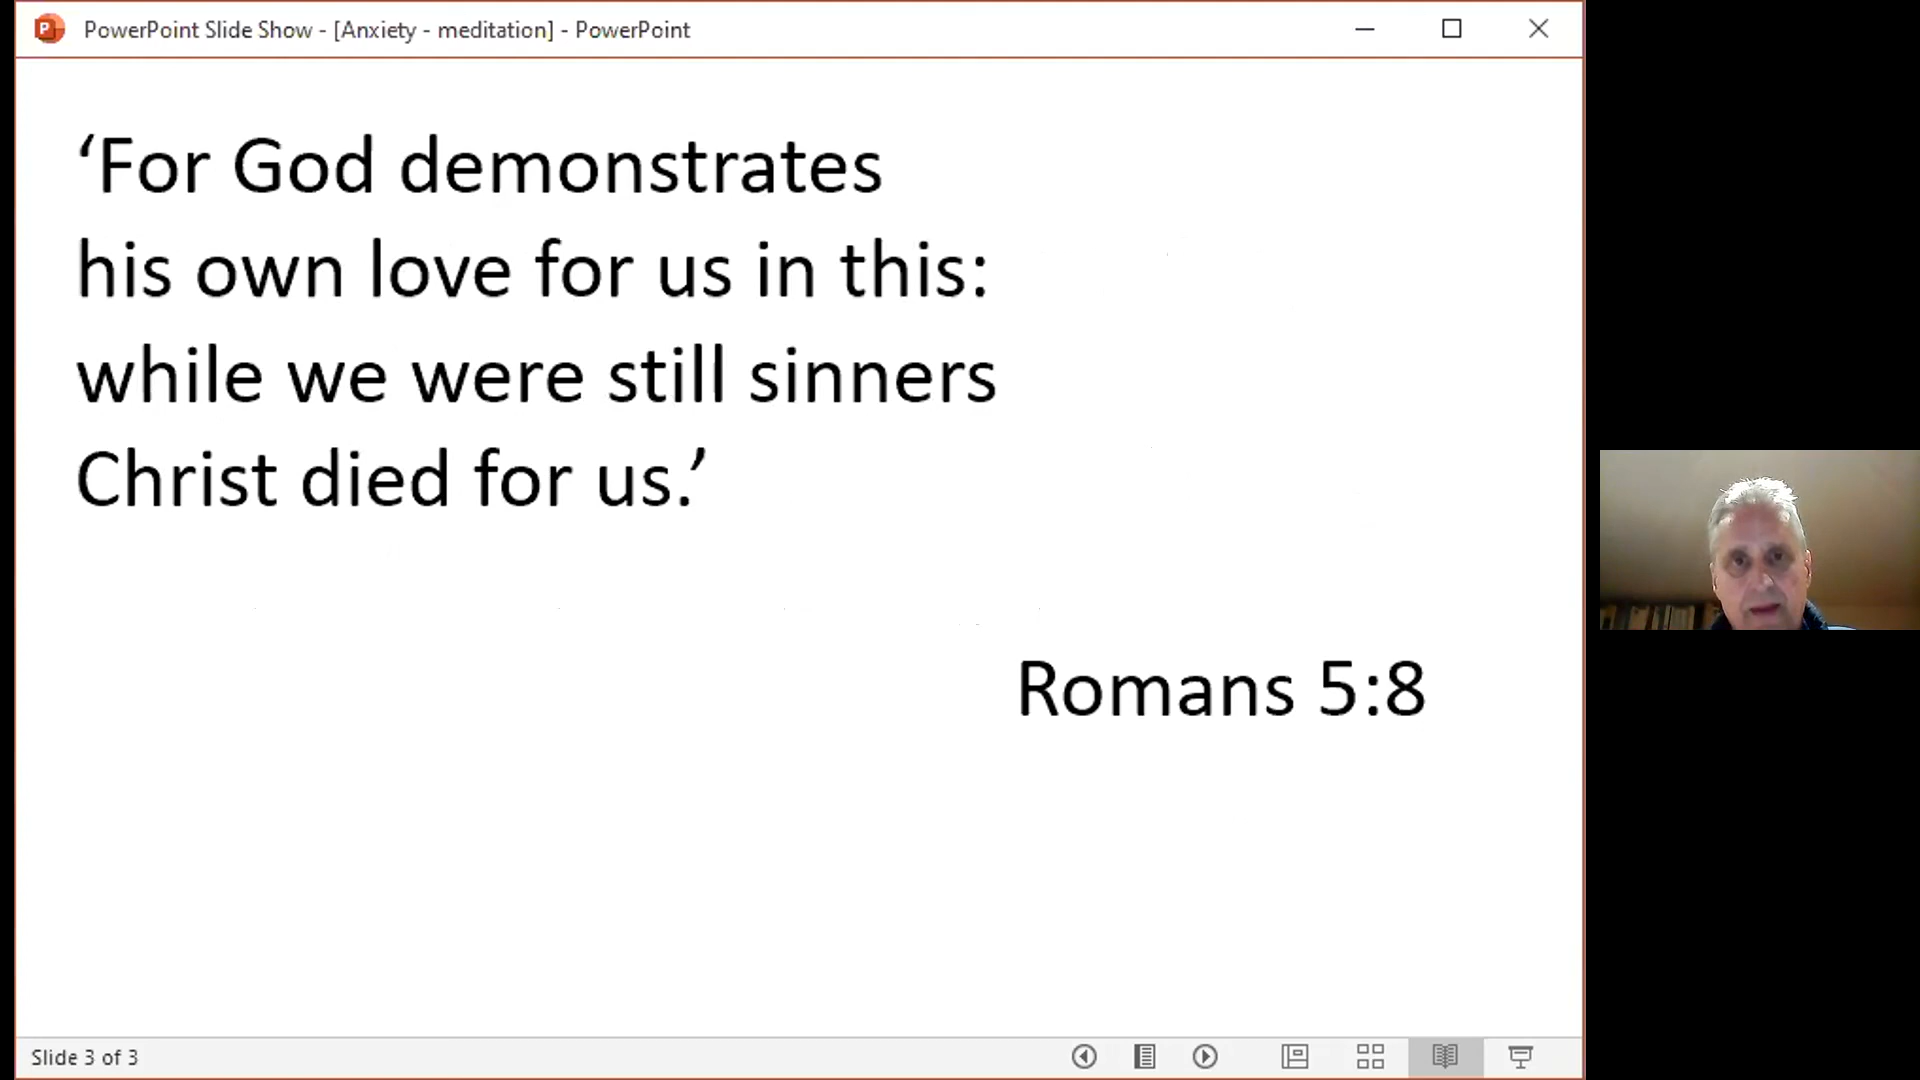 PowerPoint Slide Show - [Anxiety - meditation] - PowerPoint
‘For God demonstrates
his own love for us in this:
while we were still sinners
Christ died for us.’
Romans 5:8
Slide 3 of 3